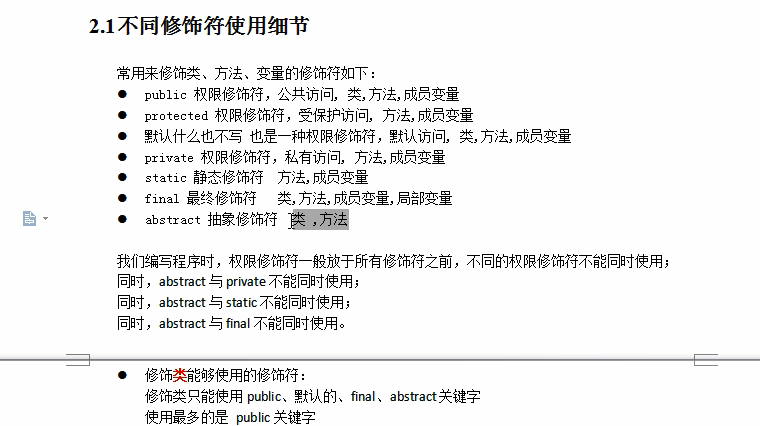 2.1不同修饰符使用细节
常用来修饰类、方法、变量的修饰符如下：
● public 权限修饰符，公共访问, 类,方法,成员变量
● protected 权限修饰符，受保护访问, 方法,成员变量
● 默认什么也不写 也是一种权限修饰符，默认访问, 类,方法,成员变量
● private 权限修饰符，私有访问, 方法,成员变量
● static 静态修饰符 方法,成员变量
● final 最终修饰符 类,方法,成员变量,局部变量
● abstract 抽象修饰符 类 ,方法
我们编写程序时，权限修饰符一般放于所有修饰符之前，不同的权限修饰符不能同时使用；
同时，abstract 与 private 不能同时使用；
同时，abstract 与 static 不能同时使用；
同时，abstract 与 final 不能同时使用。
● 修饰类能够使用的修饰符：
修饰类只能使用 public、默认的、final、abstract 关键字
使用最多的是 public 关键字